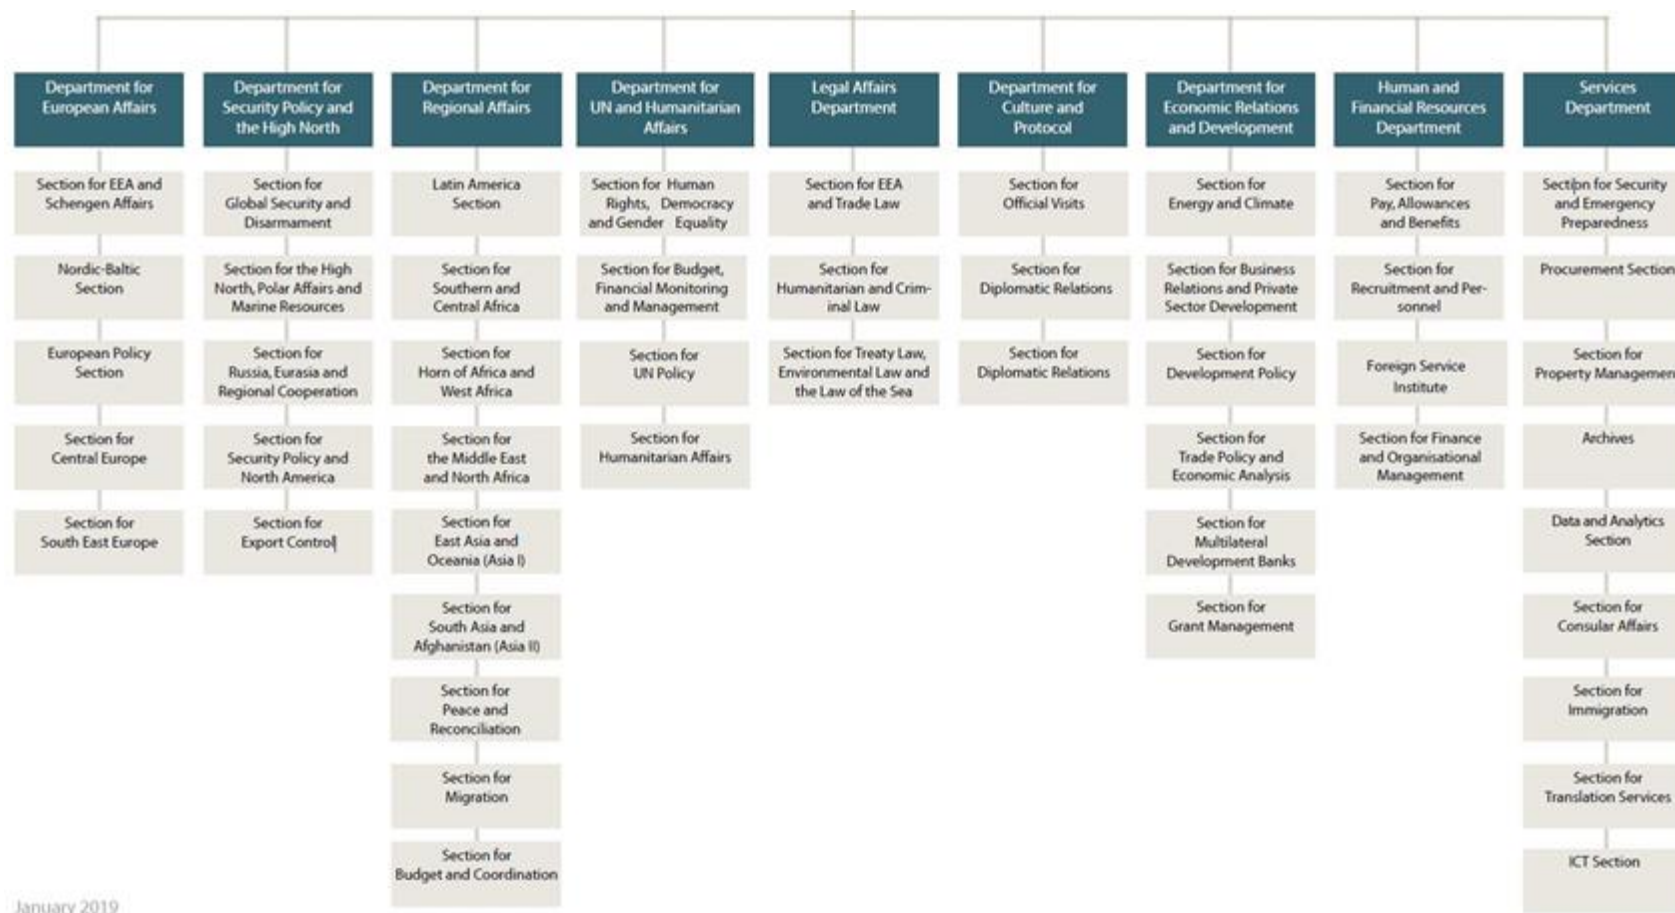 Department for
European Affairs
Section for EEA and
Schengen Affairs
Nordic-Baltic
Section
European Policy
Section
Section for
Central Europe
Section for
South East Europe
Department for
Security Policy and
the High North
Section for
Global Security and
Disarmament
Section for the High
North, Polar Affairs and
Marine Resources
Section for
Russia, Eurasia and
Regional Cooperation
Section for
Security Policy and
North America
Section for
Export Control
Department for
Regional Affairs
Latin America
Section
Section for
Southern and
Central Africa
Section for
Horn of Africa and
West Africa
Section for
the Middle East
and North Africa
Section for
East Asia and
Oceania (Asia I)
Section for
South Asia and
Afghanistan (Asia II)
Section for
Peace and
Reconciliation
Section for
Migration
Section for
Budget and Coordination
Department for
UN and Humanitarian
Affairs
Section for Human
Rights, Democracy
and Gender Equality
Section for Budget,
Financial Monitoring
and Management
Section for
UN Policy
Section for
Humanitarian Affairs
Legal Affairs
Department
Section for EEA
and Trade Law
Section for
Humanitarian and Crim-
inal Law
Section for Treaty Law,
Environmental Law and
the Law of the Sea
Department for
Culture and
Protocol
Section for
Official Visits
Section for
Diplomatic Relations
Section for
Diplomatic Relations
Department for
Economic Relations
and Development
Section for
Energy and Climate
Section for Business
Relations and Private
Sector Development
Section for
Development Policy
Section for
Trade Policy and
Economic Analysis
Section for
Multilateral
Development Banks
Section for
Grant Management
Human and
Financial Resources
Department
Section for
Pay, Allowances
and Benefits
Section for
Recruitment and Per-
sonnel
Foreign Service
Institute
Section for Finance
and Organisational
Management
Services
Department
Section for Security
and Emergency
Preparedness
Procurement Section
Section for
Property Management
Archives
Data and Analytics
Section
Section for
Consular Affairs
Section for
Immigration
Section for
Translation Services
ICT Section
January 2019